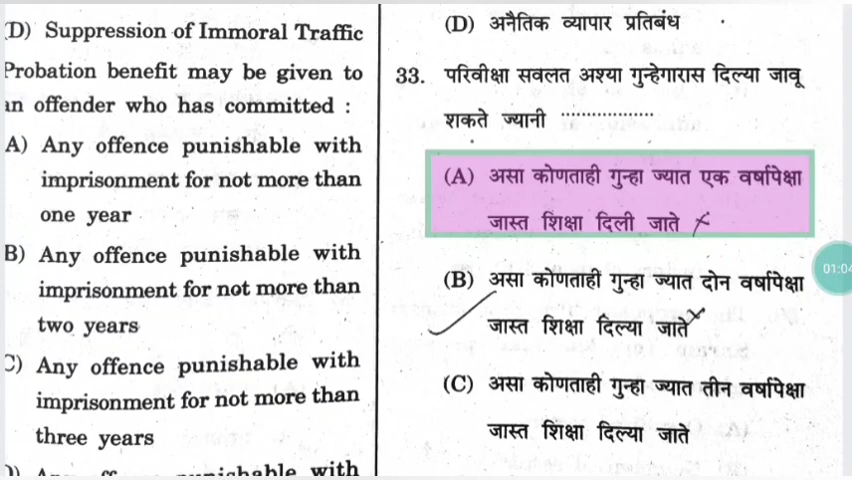 D) Suppression of Immoral Traffic
Probation benefit may be given to
an offender who has committed :
A) Any offence punishable with
imprisonment for not more than
one year
B) Any offence punishable with
imprisonment for not more than
two years
C) Any offence punishable with
imprisonment for not more than
three years
with
(D) अनैतिक व्यापार प्रतिबंध
33. परिवीक्षा सवलत अश्या गुन्हेगारास दिल्या जावू
शकते ज्यानी ..................
(A) असा कोणताही गुन्हा ज्यात एक वर्षापेक्षा
जास्त शिक्षा दिली जाते
(B) असा कोणताही गुन्हा ज्यात दोन वर्षापेक्षा
जास्त शिक्षा दिल्या जाते
(C) असा कोणताही गुन्हा ज्यात तीन वर्षापेक्षा
जास्त शिक्षा दिल्या जाते
01:04